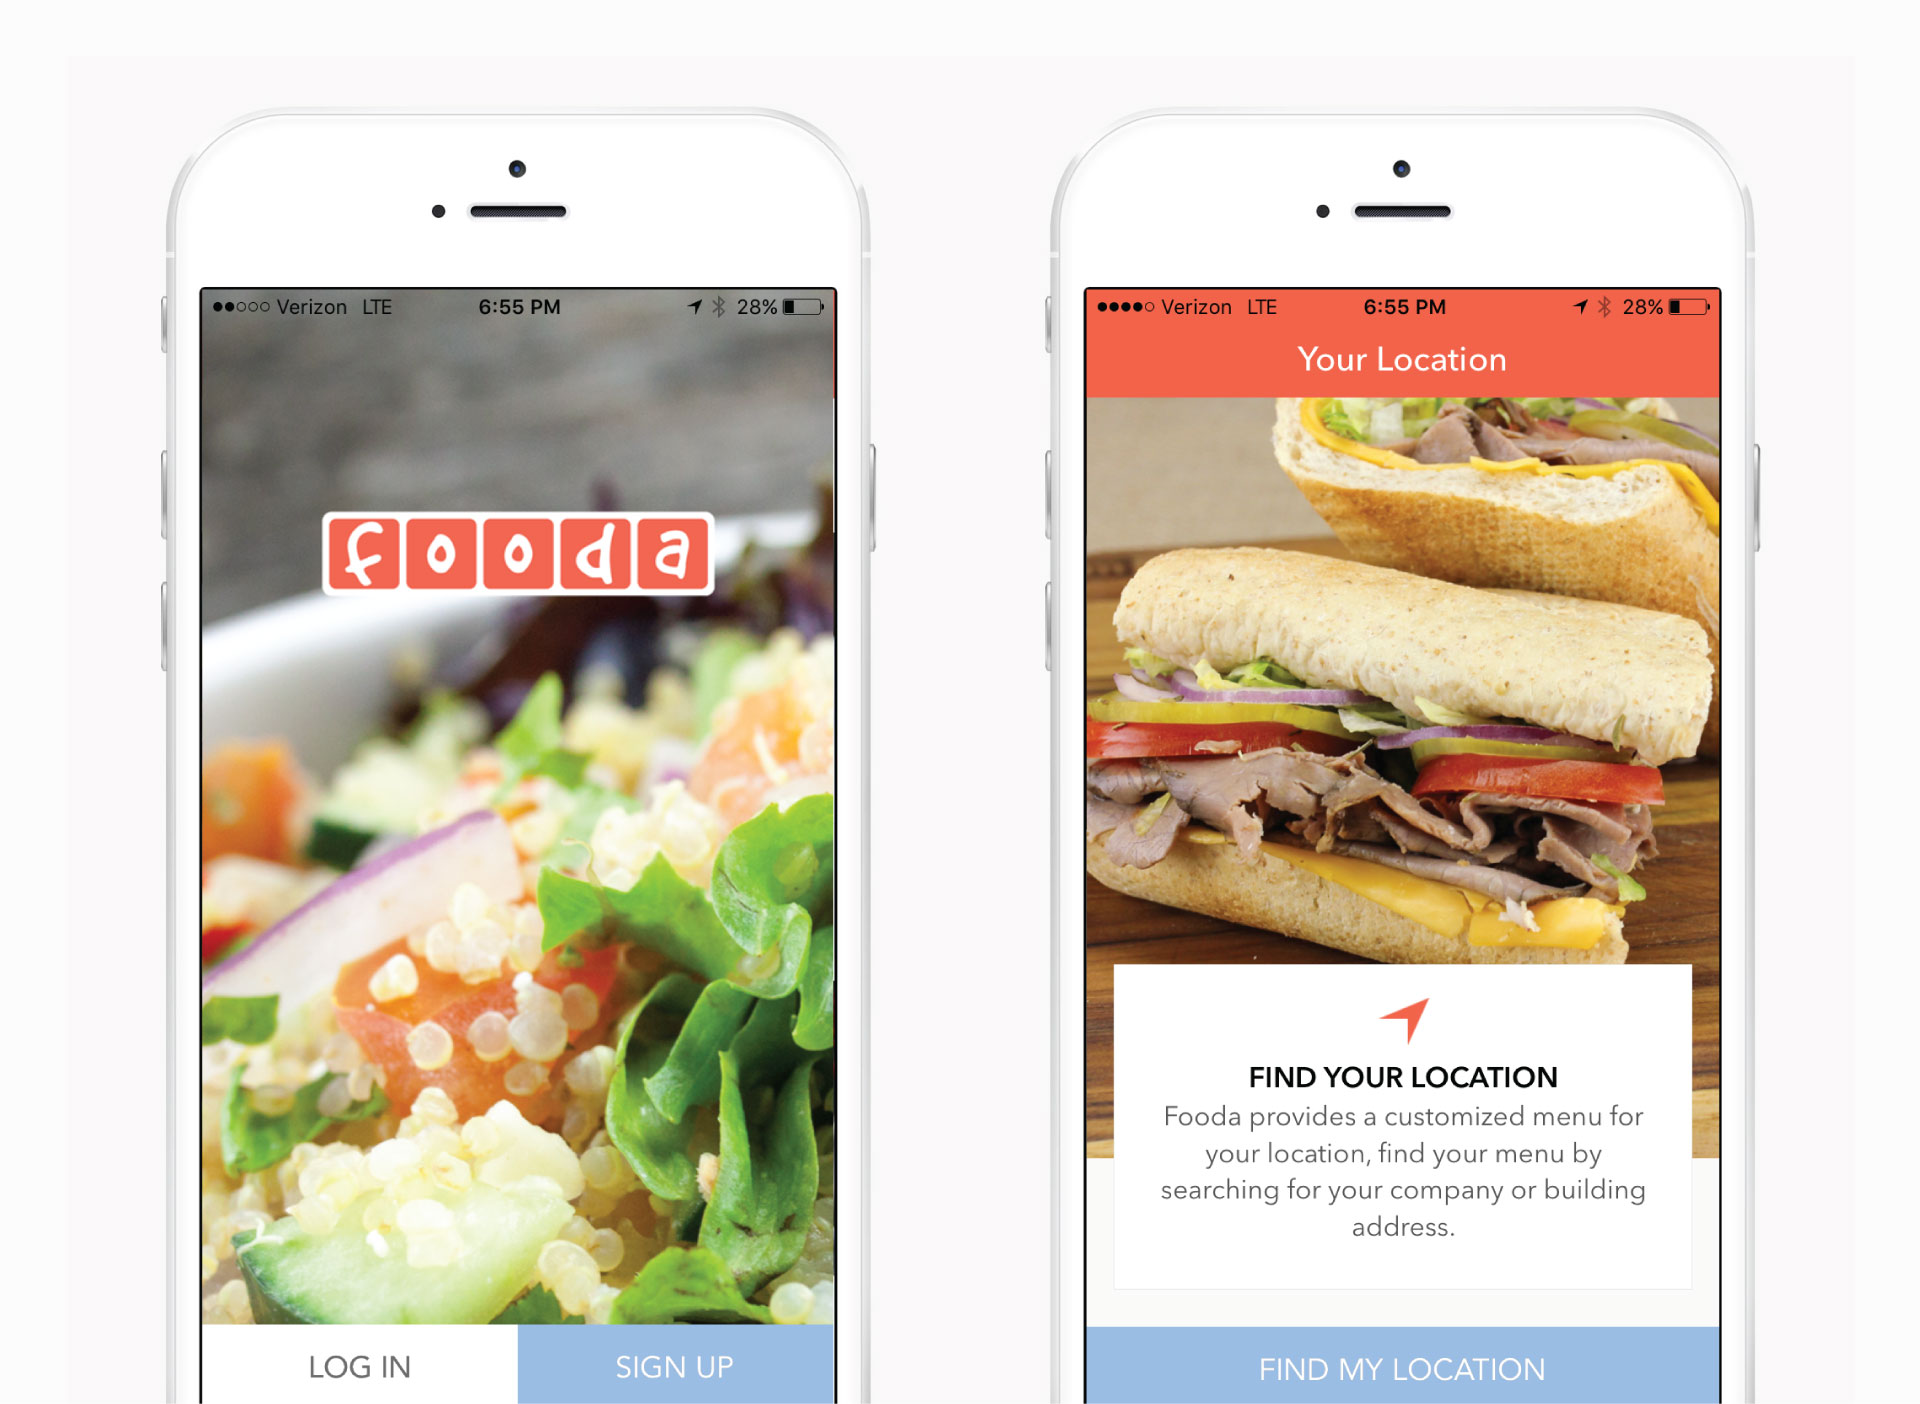 Verizon LTE 6:55 PM 28%
fooda
LOG IN
SIGN UP
Verizon LTE 6:55 PM 28%
Your Location
FIND YOUR LOCATION
Fooda provides a customized menu for
your location, find your menu by
searching for your company or building
address.
FIND MY LOCATION